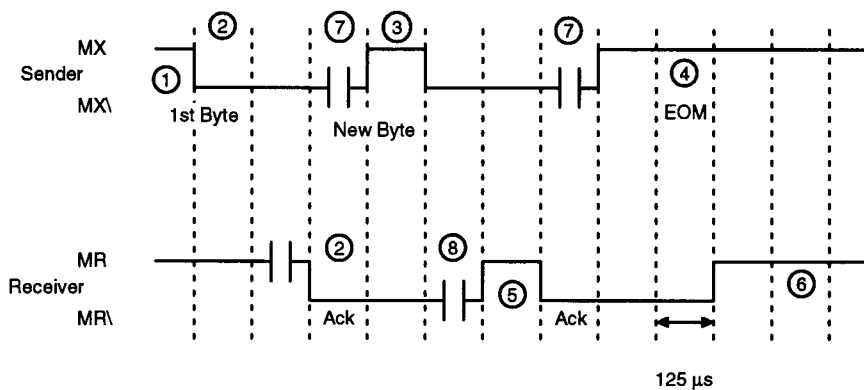 ② ⑦ ③ ⑦
MX
Sender
① ④
MX\
1st Byte New Byte EOM
MR ② ⑧
Receiver ⑤ ⑥
MR\ Ack Ack
125 µs